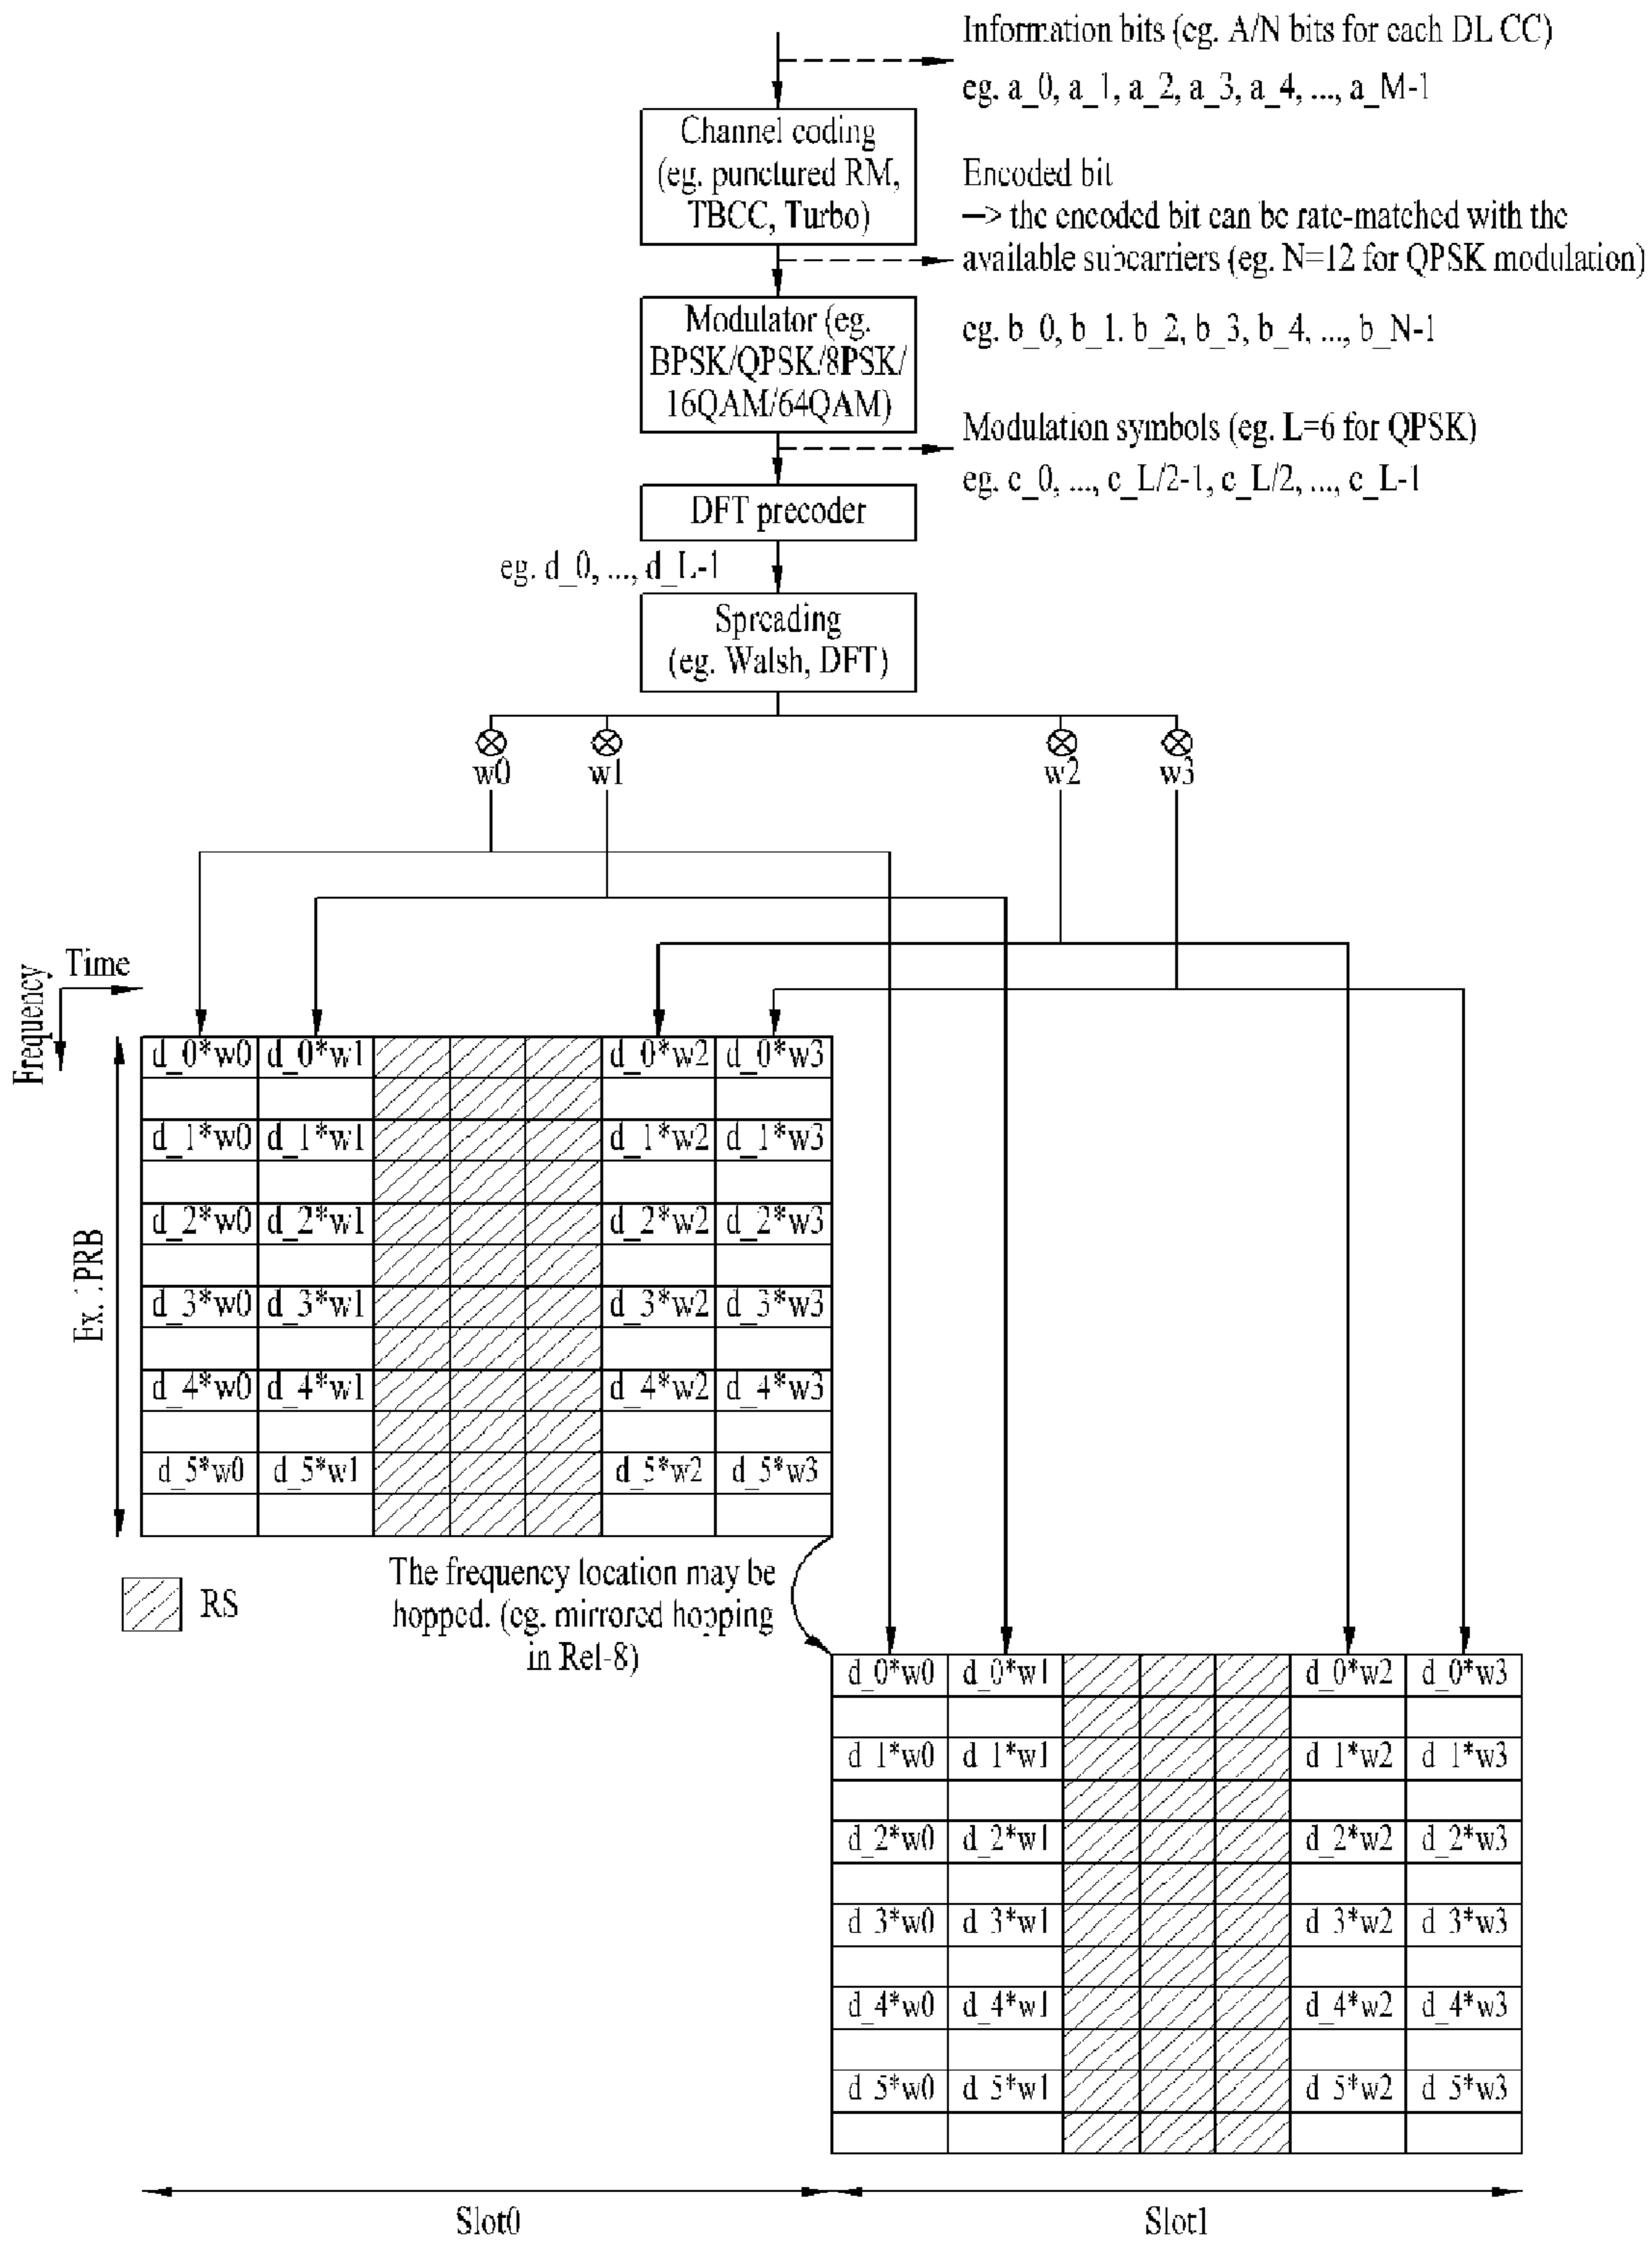 Information bits (eg. A/N bits for each DL CC)
eg. a_0, a_1, a_2, a_3, a_4, ..., a_M-1
Channel coding
(eg. punctured RM,
TBCC, Turbo)
Encoded bit
—> the encoded bit can be rate-matched with the
available subcarriers (eg. N=12 for QPSK modulation)
eg. b_0, b_1. b_2, b_3, b_4, ..., b_N-1
Modulator (eg.
BPSK/QPSK/8PSK/
16QAM/64QAM)
Modulation symbols (eg. L=6 for QPSK)
eg. c_0, ..., c_L/2-1, c_L/2, ..., c_L-1
DFT precoder
eg. d_0, ..., d_L-1
Spreading
(eg. Walsh, DFT)
w0 w1 w2 w3
Time
Frequency
Ex. 1PRB
d_0*w0 d_0*w1 d_0*w2 d_0*w3
d_1*w0 d_1*w1 d_1*w2 d_1*w3
d_2*w0 d_2*w1 d_2*w2 d_2*w3
d_3*w0 d_3*w1 d_3*w2 d_3*w3
d_4*w0 d_4*w1 d_4*w2 d_4*w3
d_5*w0 d_5*w1 d_5*w2 d_5*w3
RS
The frequency location may be
hopped. (eg. mirrored hopping
in Rel-8)
d_0*w0 d_0*w1 d_0*w2 d_0*w3
d_1*w0 d_1*w1 d_1*w2 d_1*w3
d_2*w0 d_2*w1 d_2*w2 d_2*w3
d_3*w0 d_3*w1 d_3*w2 d_3*w3
d_4*w0 d_4*w1 d_4*w2 d_4*w3
d_5*w0 d_5*w1 d_5*w2 d_5*w3
Slot0 Slot1